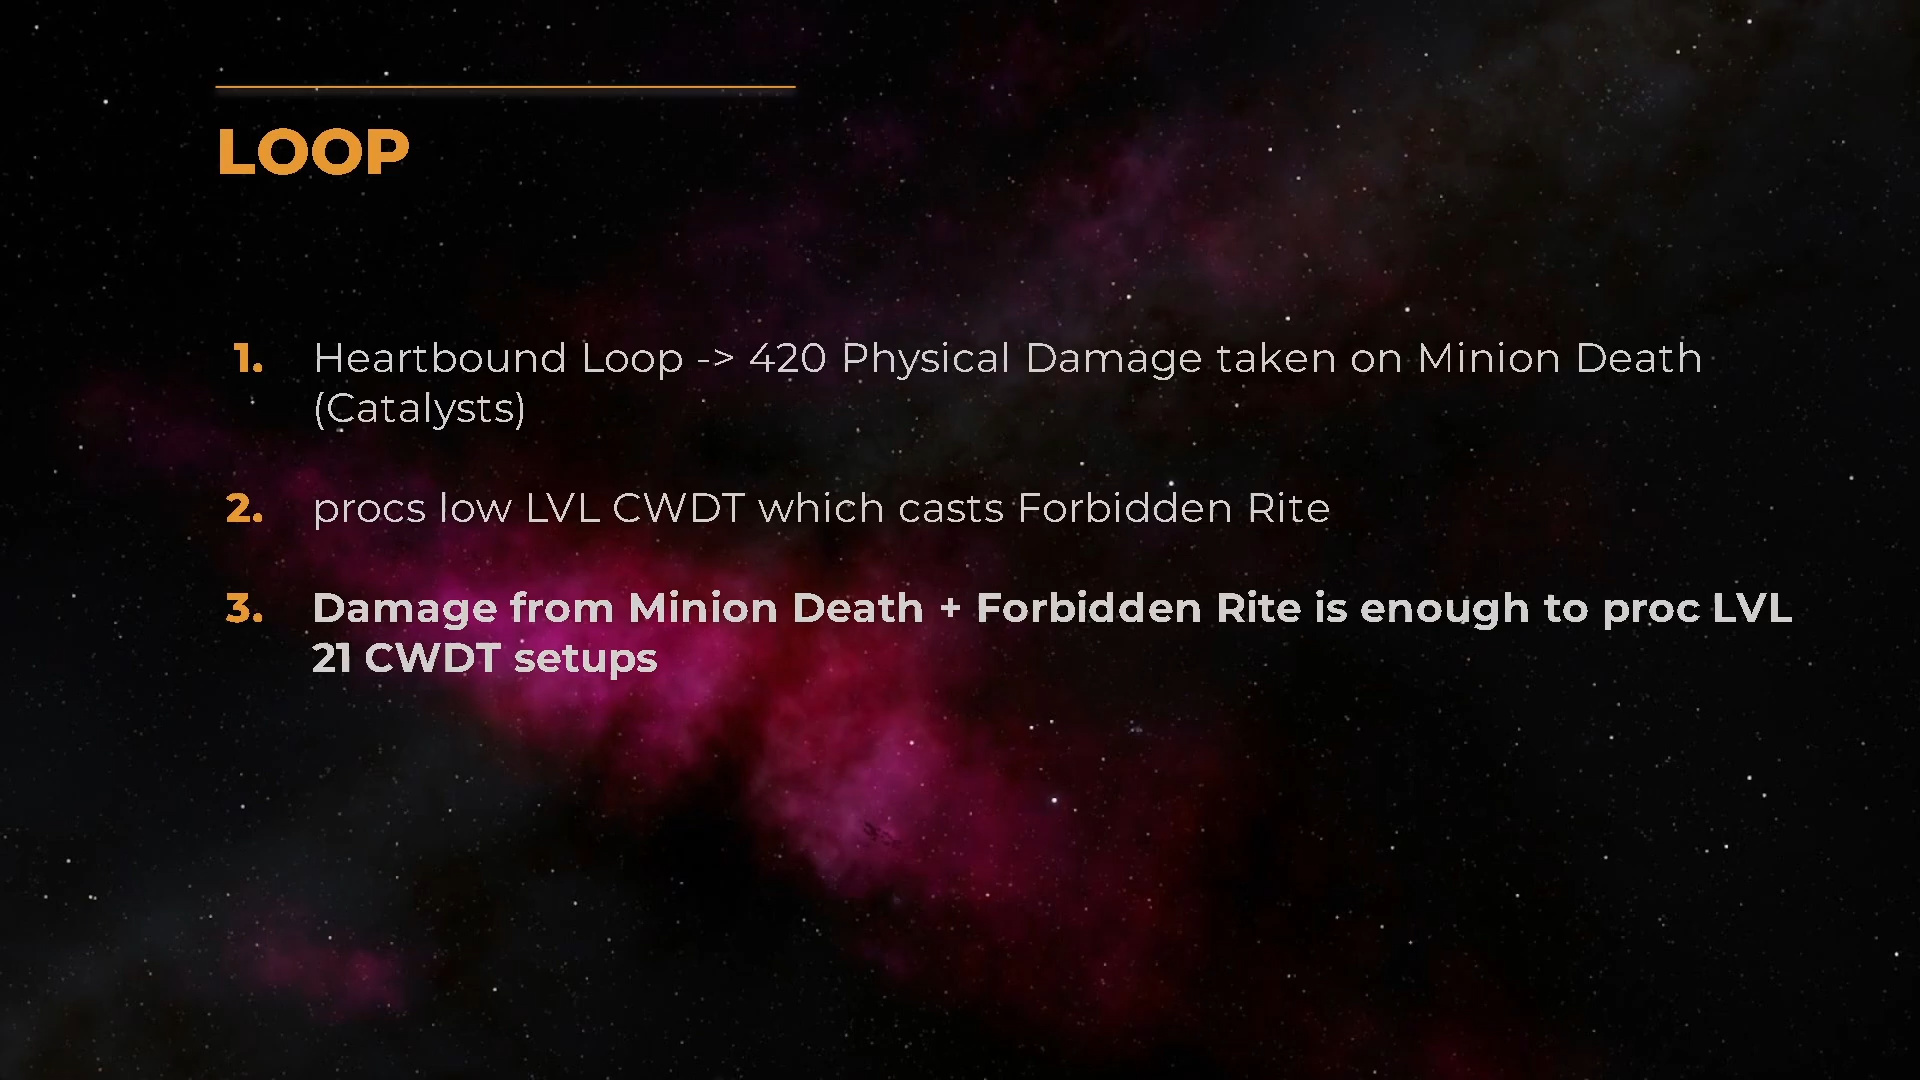 LOOP
1. Heartbound Loop -> 420 Physical Damage taken on Minion Death
(Catalysts)
2. procs low LVL CWDT which casts Forbidden Rite
3. Damage from Minion Death + Forbidden Rite is enough to proc LVL
21 CWDT setups